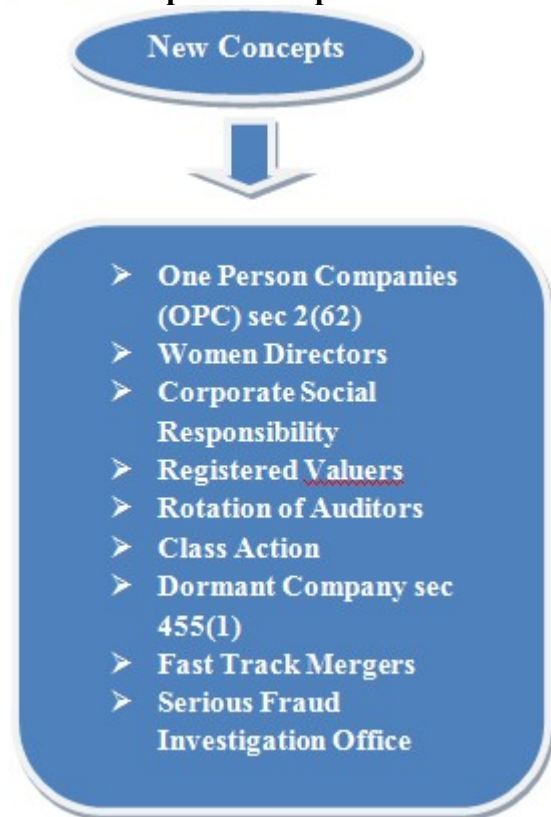 New Concepts
➤ One Person Companies
(OPC) sec 2(62)
➤ Women Directors
➤ Corporate Social
Responsibility
➤ Registered Valuers
➤ Rotation of Auditors
➤ Class Action
➤ Dormant Company sec
455(1)
➤ Fast Track Mergers
➤ Serious Fraud
Investigation Office